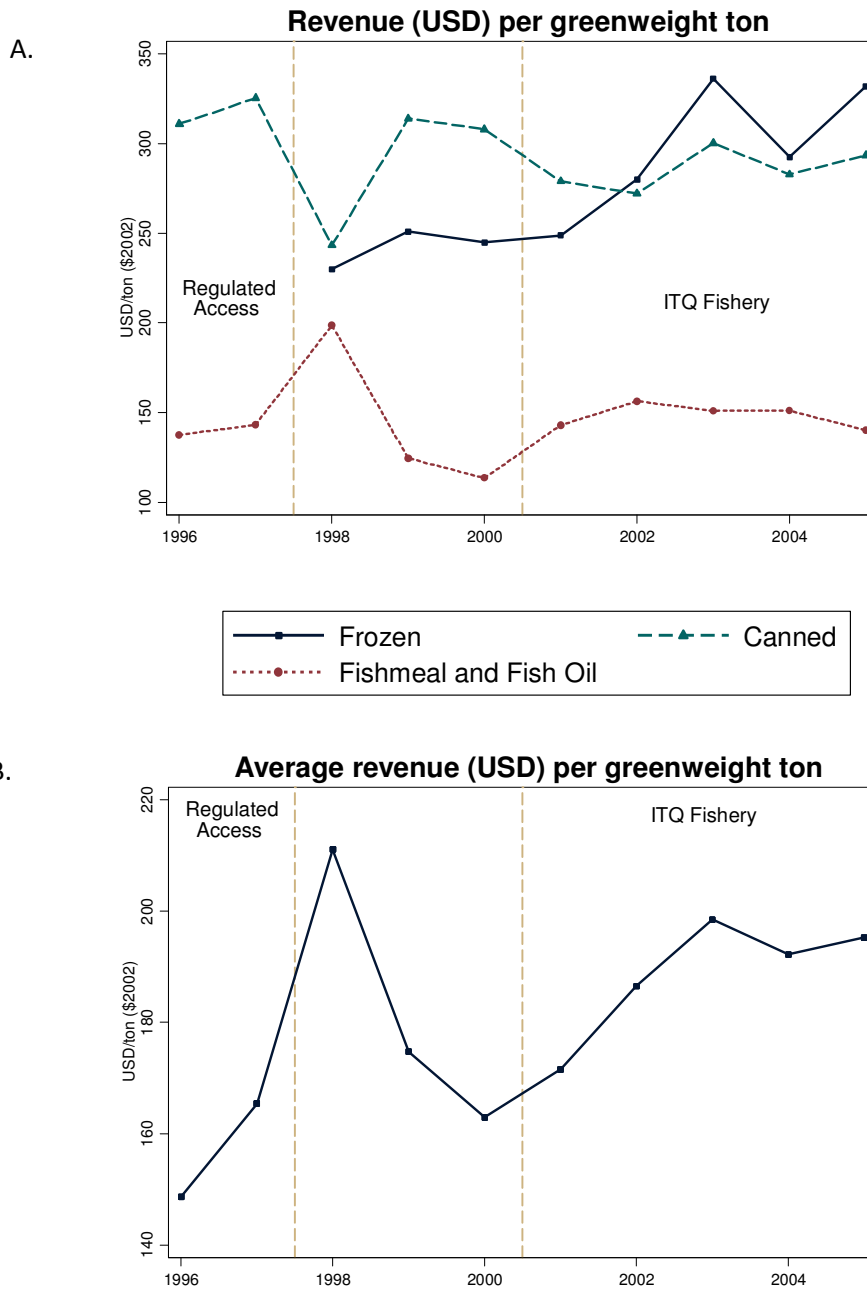 A.
Revenue (USD) per greenweight ton
350
300
250
200
150
100
USD/ton ($2002)
Regulated
Access
ITQ Fishery
1996
1998
2000
2002
2004
Frozen
Canned
Fishmeal and Fish Oil
B.
Average revenue (USD) per greenweight ton
220
200
180
160
140
USD/ton ($2002)
Regulated
Access
ITQ Fishery
1996
1998
2000
2002
2004